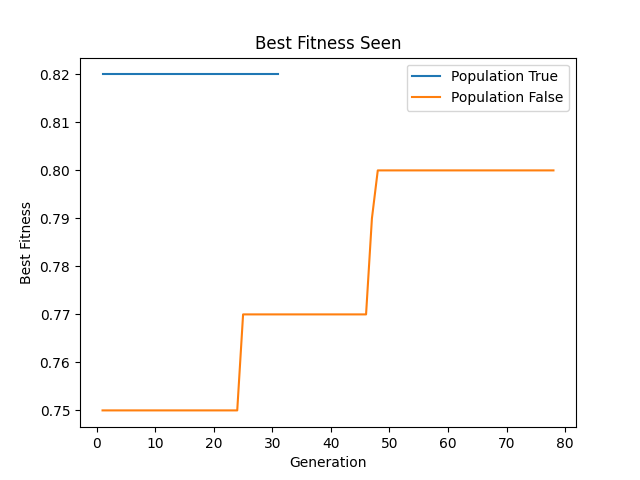 Best Fitness Seen
Population True
Population False
0.82
0.81
0.80
0.79
0.78
0.77
0.76
0.75
Best Fitness
0 10 20 30 40 50 60 70 80
Generation